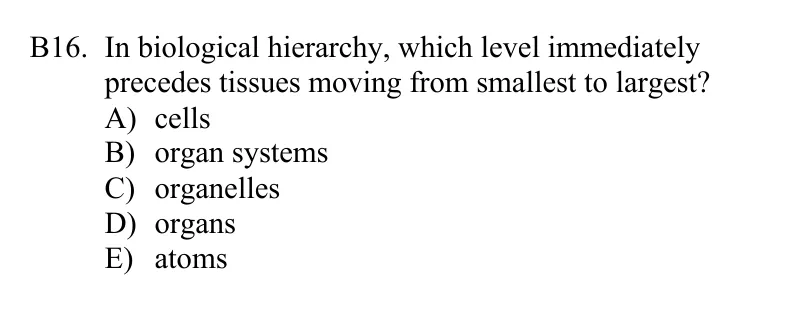 B16. In biological hierarchy, which level immediately
precedes tissues moving from smallest to largest?
A) cells
B) organ systems
C) organelles
D) organs
E) atoms